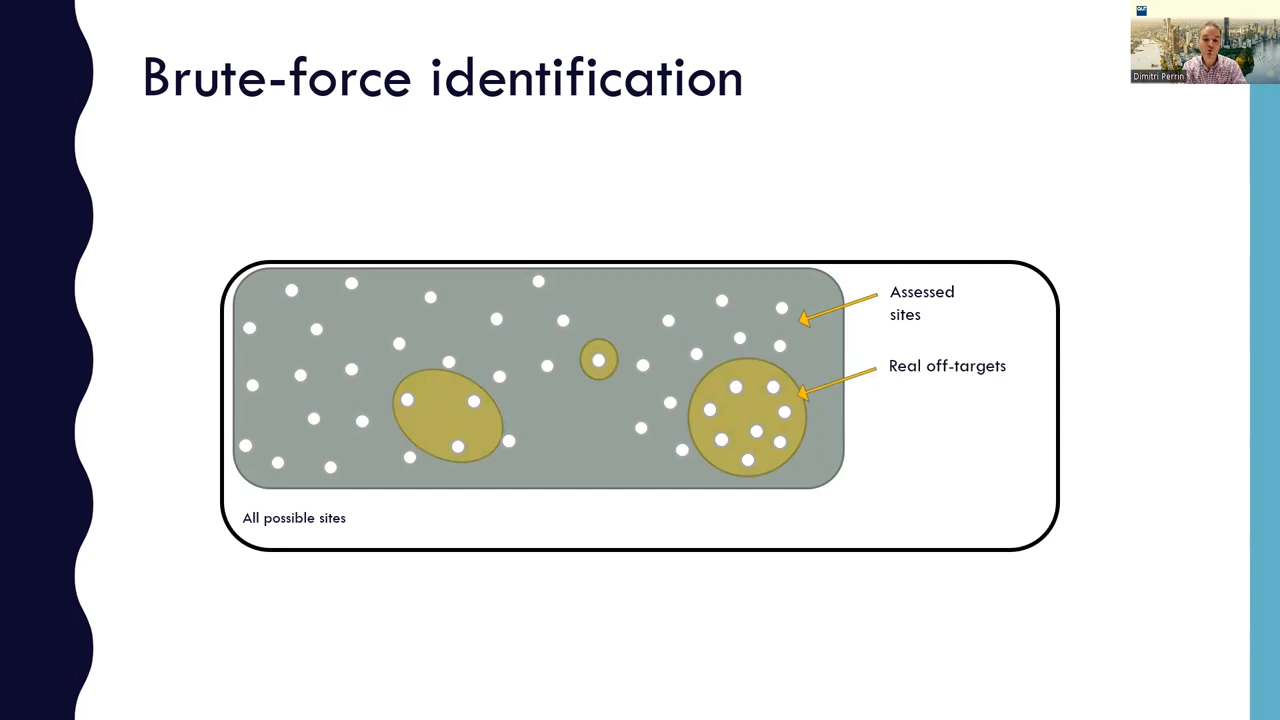 Brute-force identification
Dimitri Perrin
Assessed
sites
Real off-targets
All possible sites